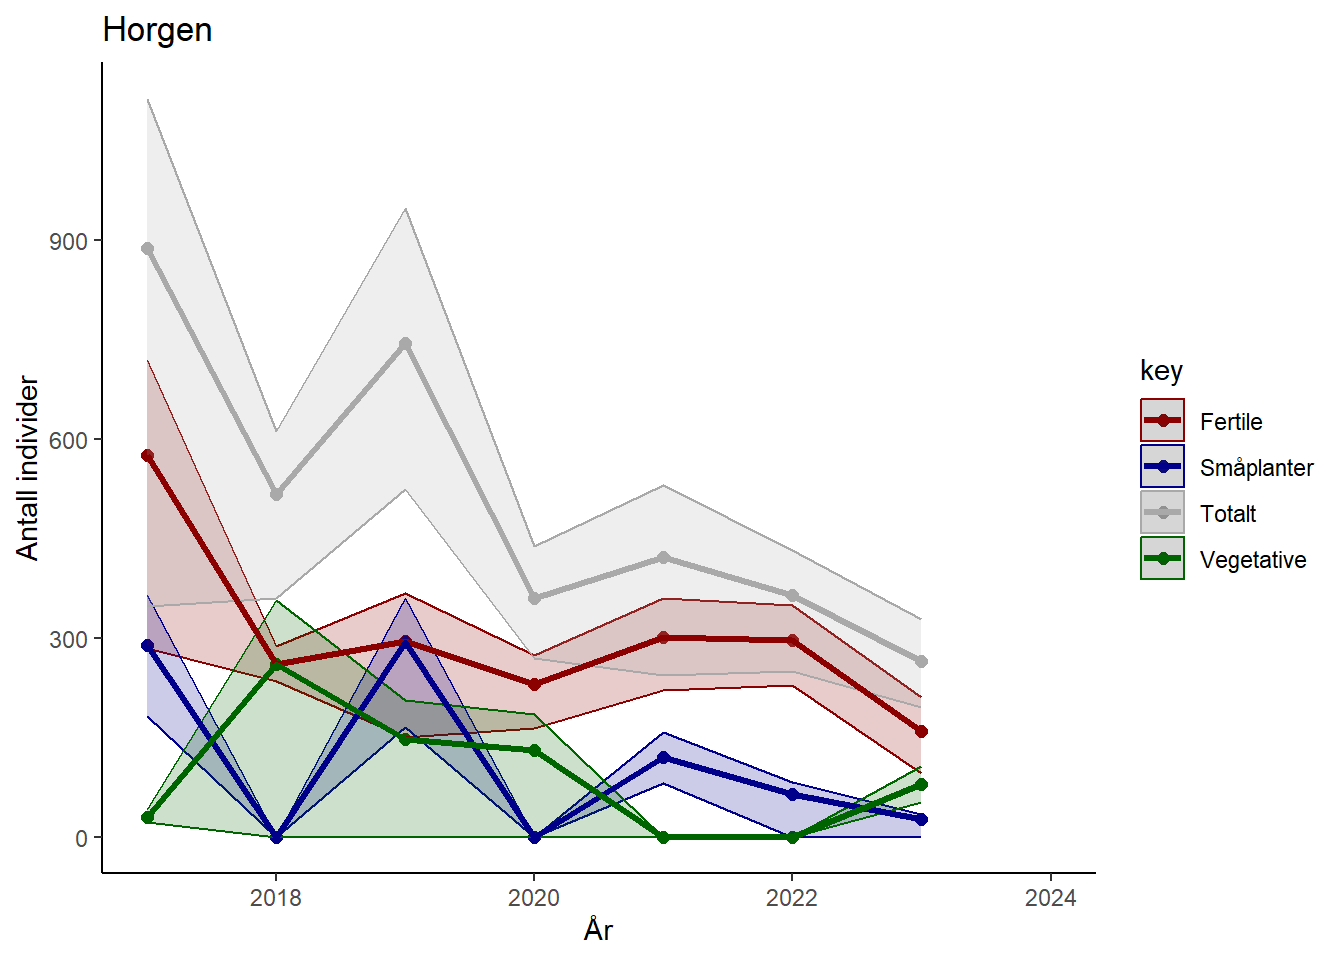 Horgen
Antall individer
900
600
300
0
2018
2020
2022
2024
År
key
Fertile
Småplanter
Totalt
Vegetative